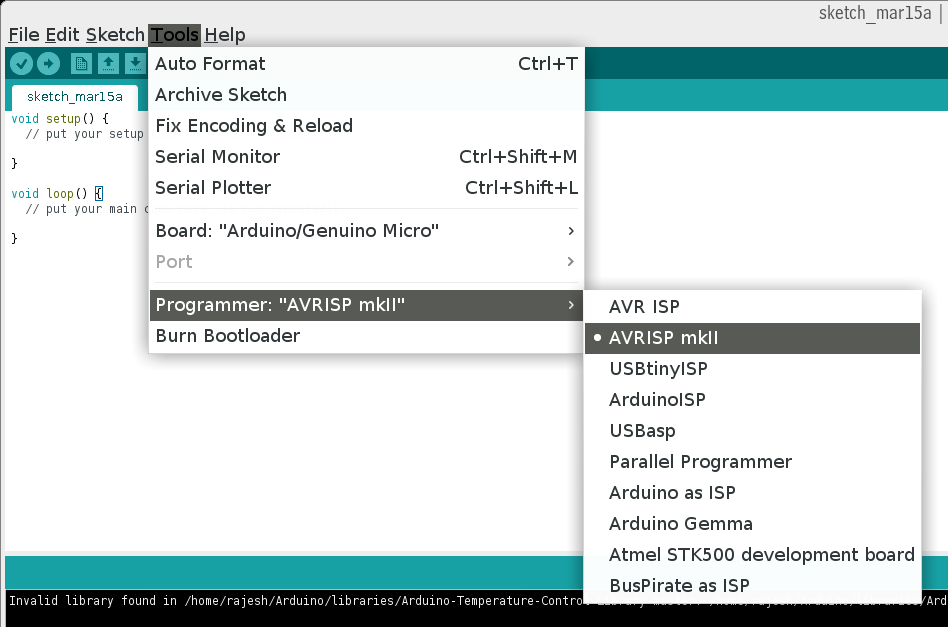 sketch_mar15a |
File Edit Sketch Tools Help
sketch_mar15a
void setup() {
// put your setup
}
void loop() {
// put your main
}
Auto Format Ctrl+T
Archive Sketch
Fix Encoding & Reload
Serial Monitor Ctrl+Shift+M
Serial Plotter Ctrl+Shift+L
Board: "Arduino/Genuino Micro" ›
Port ›
Programmer: "AVRISP mkII" ›
Burn Bootloader
AVR ISP
• AVRISP mkII
USBtinyISP
ArduinoISP
USBasp
Parallel Programmer
Arduino as ISP
Arduino Gemma
Atmel STK500 development board
BusPirate as ISP
Invalid library found in /home/rajesh/Arduino/libraries/Arduino-Temperature-Contro